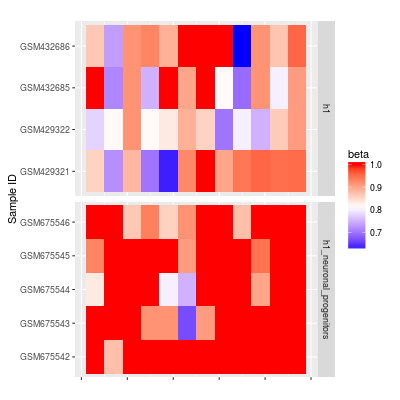 GSM432686
GSM432685
GSM429322
GSM429321
h1
GSM675546
GSM675545
GSM675544
GSM675543
GSM675542
h1_neuronal_progenitors
Sample ID
beta
1.0
0.9
0.8
0.7